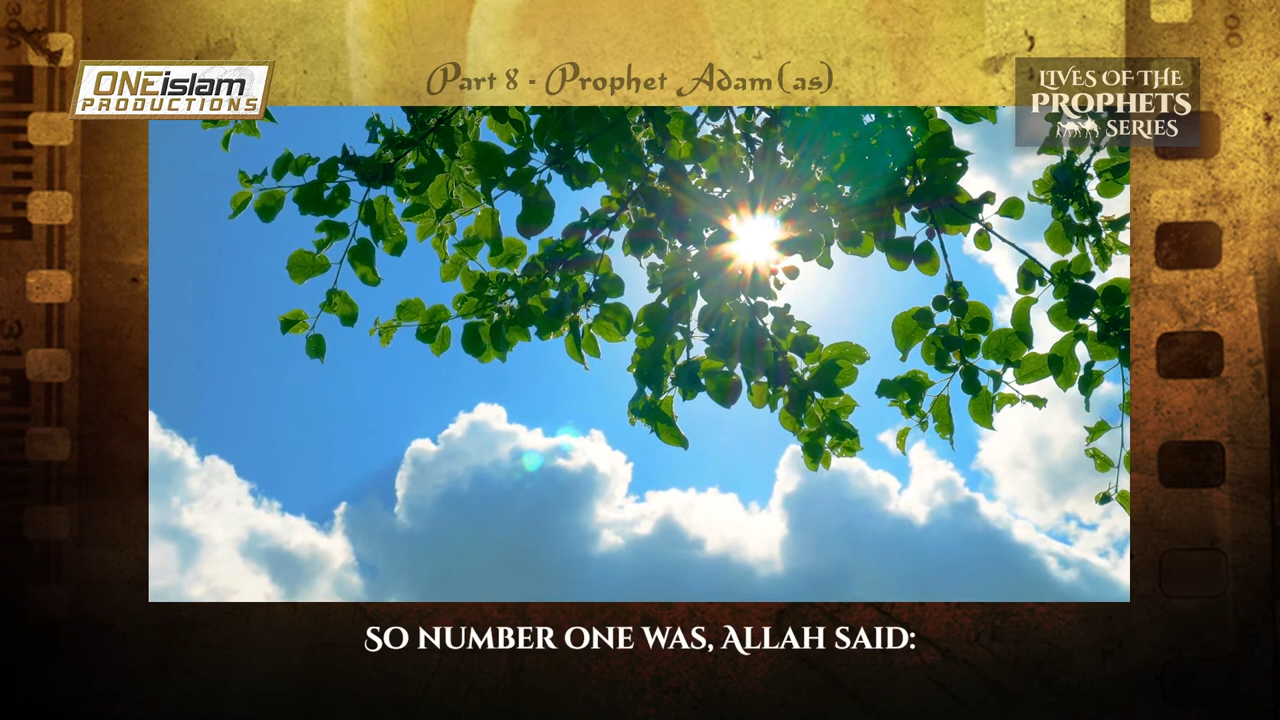 Part 8 - Prophet Adam (as)
ONEislam
PRODUCTIONS
LIVES OF THE
PROPHETS
SERIES
SO NUMBER ONE WAS, ALLAH SAID: